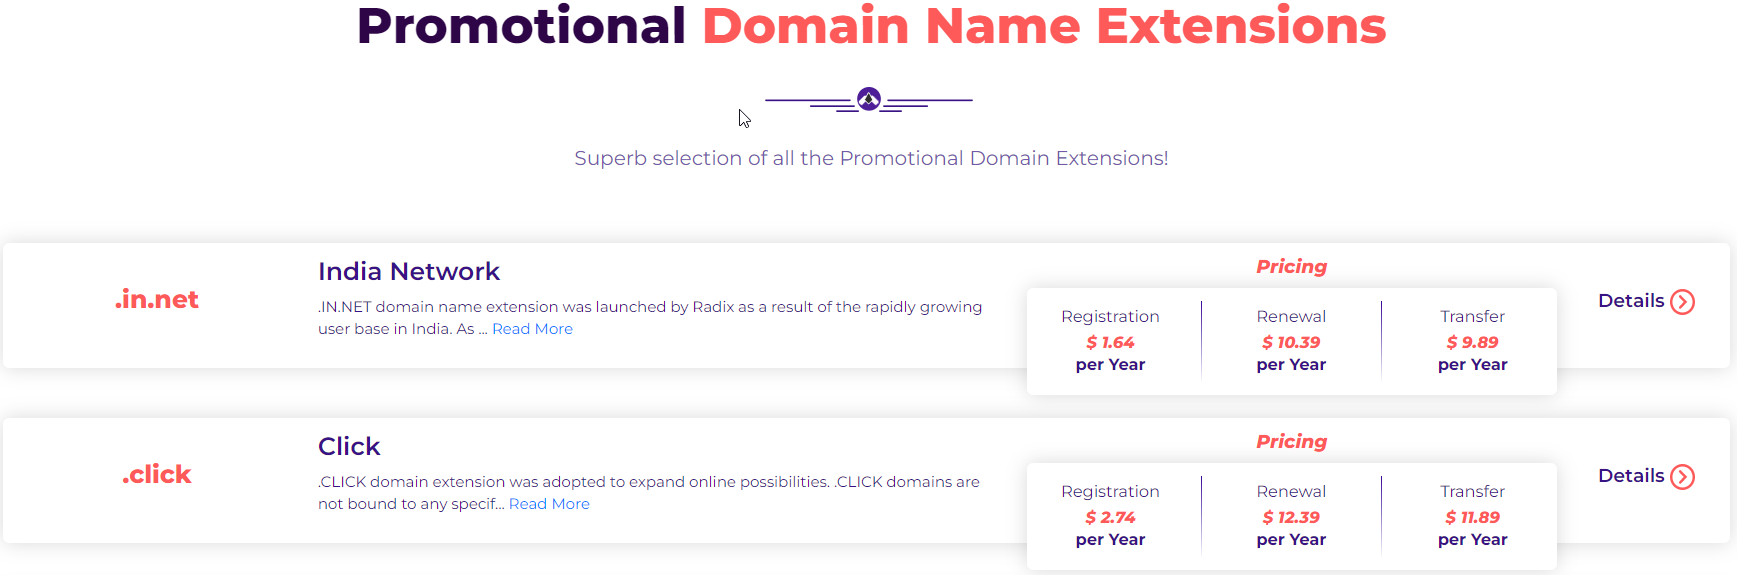 Promotional Domain Name Extensions
Superb selection of all the Promotional Domain Extensions!
.in.net
India Network
.IN.NET domain name extension was launched by Radix as a result of the rapidly growing
user base in India. As ... Read More
Pricing
Registration
$ 1.64
per Year
Renewal
$ 10.39
per Year
Transfer
$ 9.89
per Year
Details
.click
Click
.CLICK domain extension was adopted to expand online possibilities. .CLICK domains are
not bound to any specif... Read More
Pricing
Registration
$ 2.74
per Year
Renewal
$ 12.39
per Year
Transfer
$ 11.89
per Year
Details